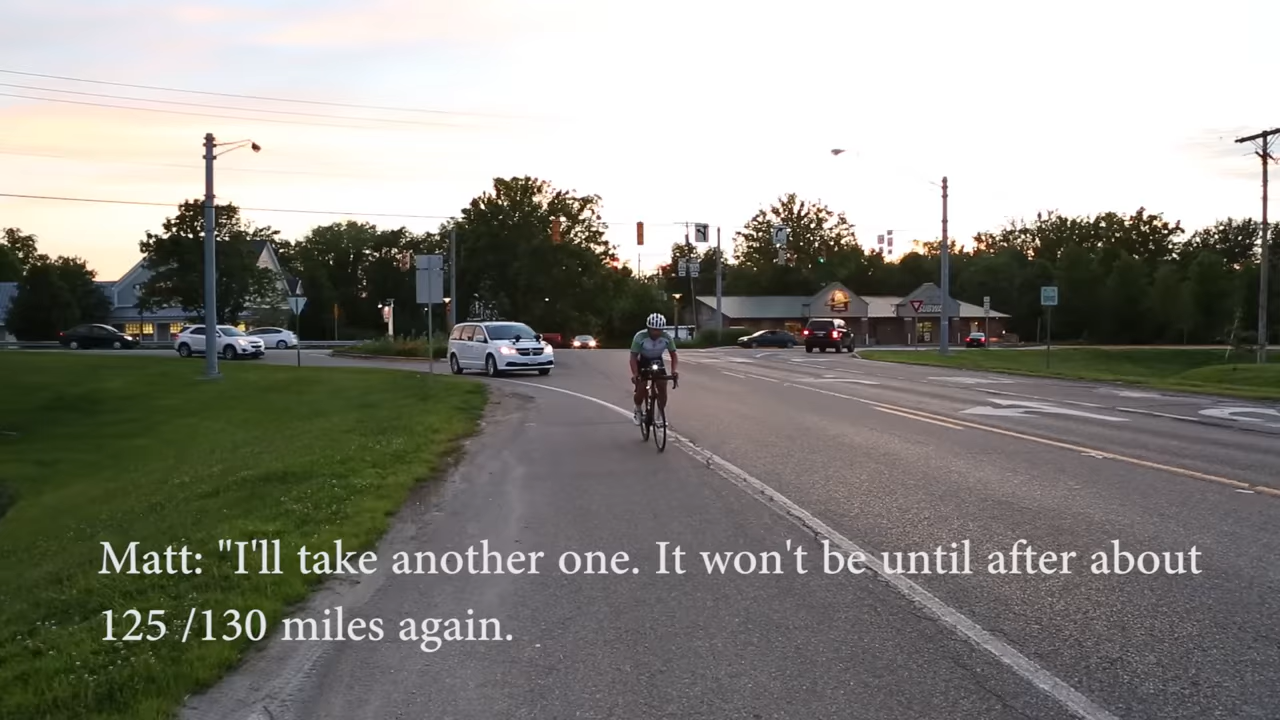 Matt: "I'll take another one. It won't be until after about
125 /130 miles again.